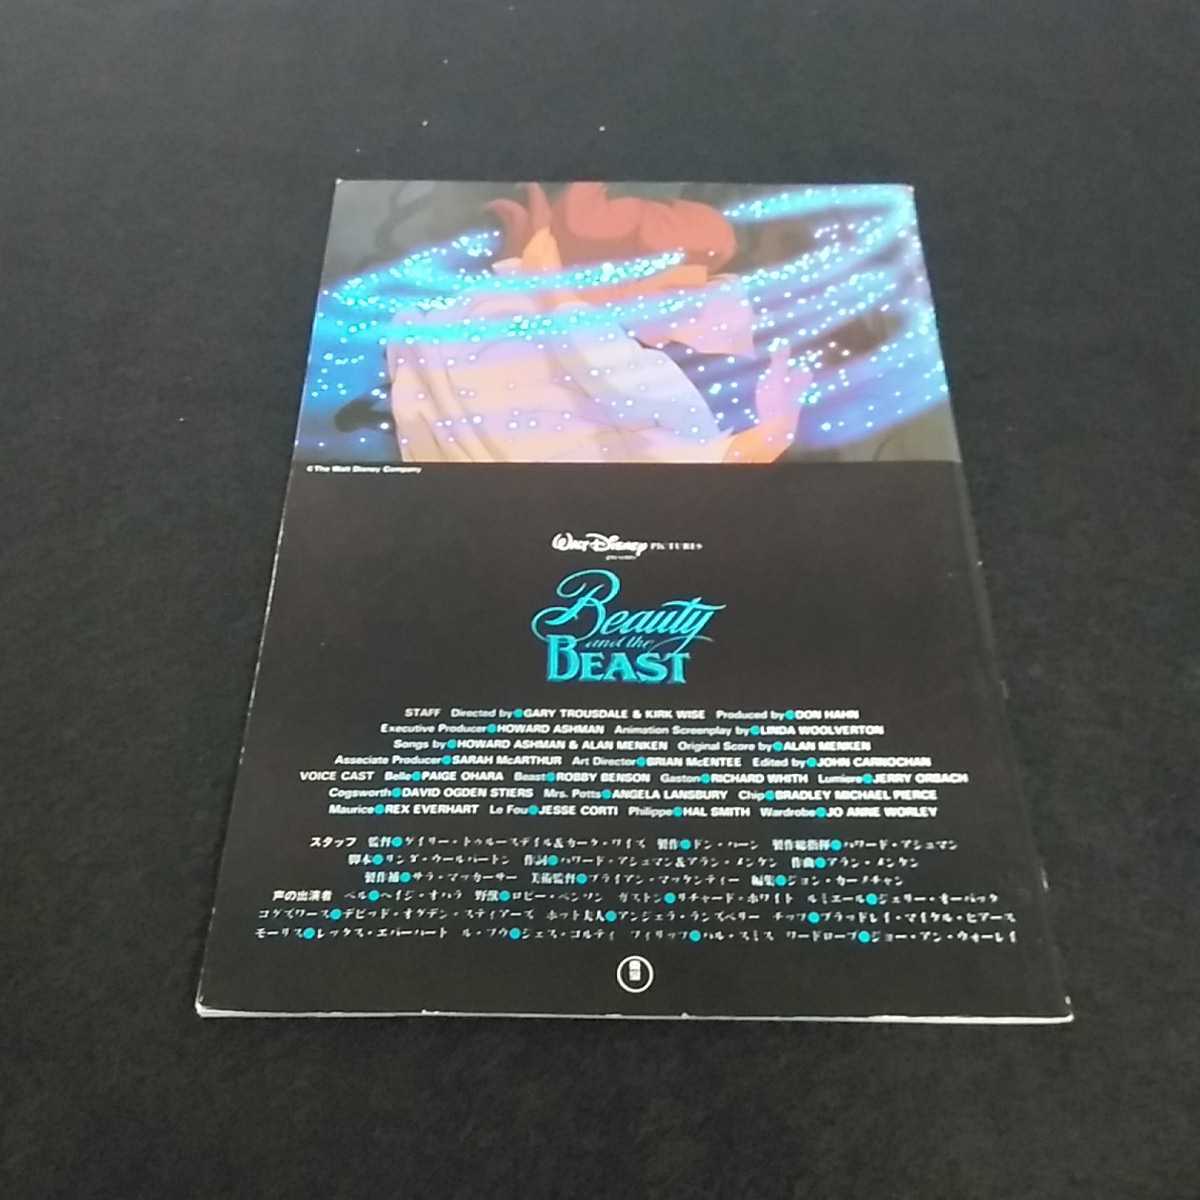 © The Walt Disney Company
WALT DISNEY PICTURES
presents
Beauty
and the
BEAST
STAFF Directed by●GARY TROUSDALE & KIRK WISE Produced by●DON HAHN
Executive Producer●HOWARD ASHMAN Animation Screenplay by●LINDA WOOLVERTON
Songs by●HOWARD ASHMAN & ALAN MENKEN Original Score by●ALAN MENKEN
Asseciate Producer●SARAH McARTHUR Art Director●BRIAN McENTEE Edited by●JOHN CARNOCHAN
VOICE CAST Belle●PAIGE OHARA Beast●ROBBY BENSON Gaston●RICHARD WHITH Lumiere●JERRY ORBACH
Cogsworth●DAVID OGDEN STIERS Mrs. Potts●ANGELA LANSBURY Chip●BRADLEY MICHAEL PIERCE
Maurice●REX EVERHART Le Fou●JESSE CORTI Philippe●HAL SMITH Wardrobe●JO ANNE WORLEY
スタッフ 監督●ゲイリー・トゥルースデイル&カーク・ワイズ 製作●ドン・ハーン 製作総指揮●ハワード・アシュマン
脚本●リンダ・ウールバートン 作詞●ハワード・アシュマン&アラン・メンケン 作曲●アラン・メンケン
製作補●サラ・マッカーサー 美術監督●ブライアン・マッケンティー 編集●ジョン・カーノチャン
声の出演者 ベル●ペイジ・オハラ 野獣●ロビー・ベンソン ガストン●リチャード・ホワイト ルミエール●ジェリー・オーバック
コグスワース●デビッド・オグデン・スティアーズ ポット夫人●アンジェラ・ランズベリー チップ●ブラッドレイ・マイケル・ピアース
モーリス●レックス・エバーハート ル・フウ●ジェス・コルティ フィリップ●ハル・スミス ワードローブ●ジョー・アン・ウォーレイ
東宝